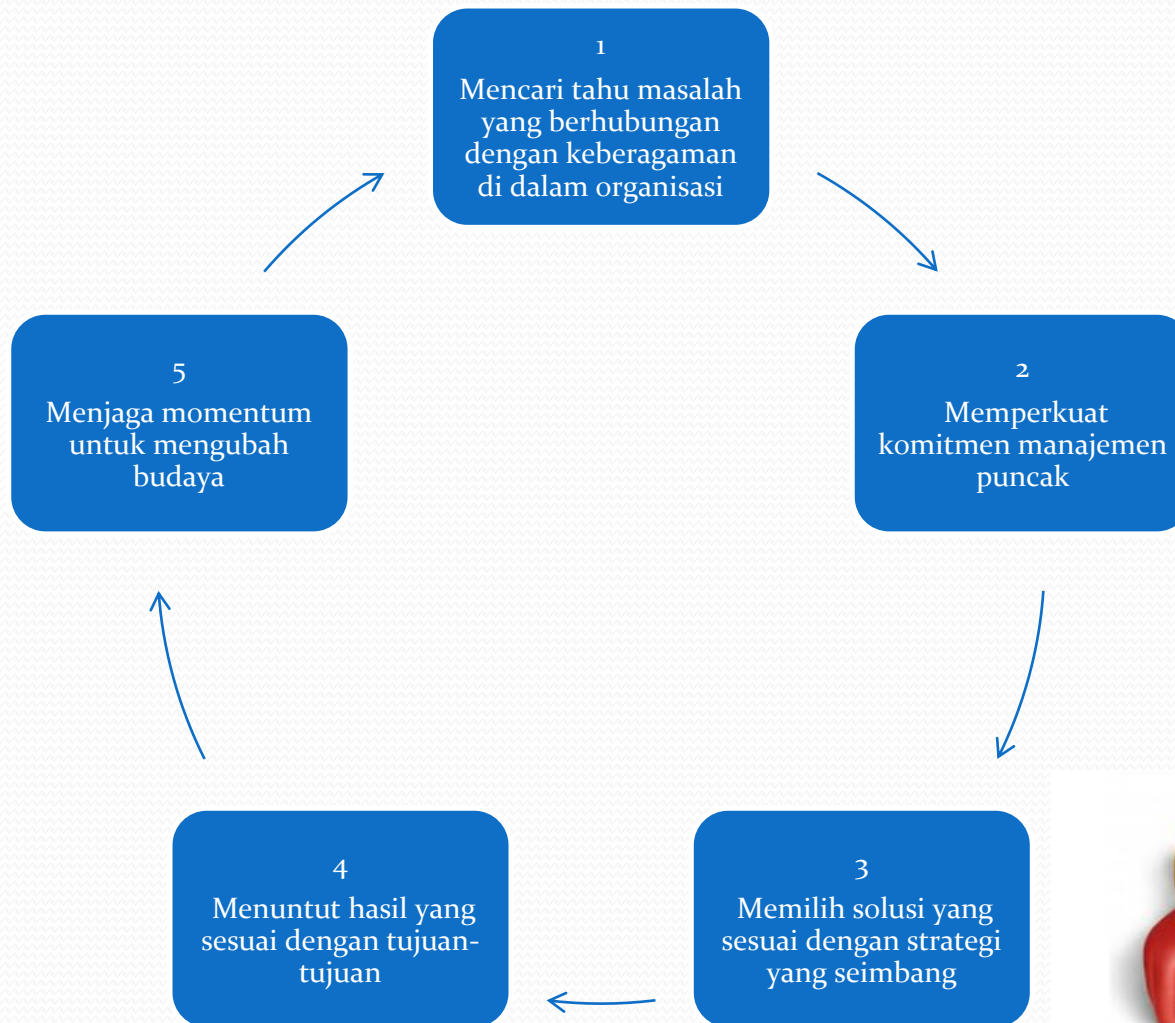 1
Mencari tahu masalah
yang berhubungan
dengan keberagaman
di dalam organisasi
2
Memperkuat
komitmen manajemen
puncak
3
Memilih solusi yang
sesuai dengan strategi
yang seimbang
4
Menuntut hasil yang
sesuai dengan tujuan-
tujuan
5
Menjaga momentum
untuk mengubah
budaya